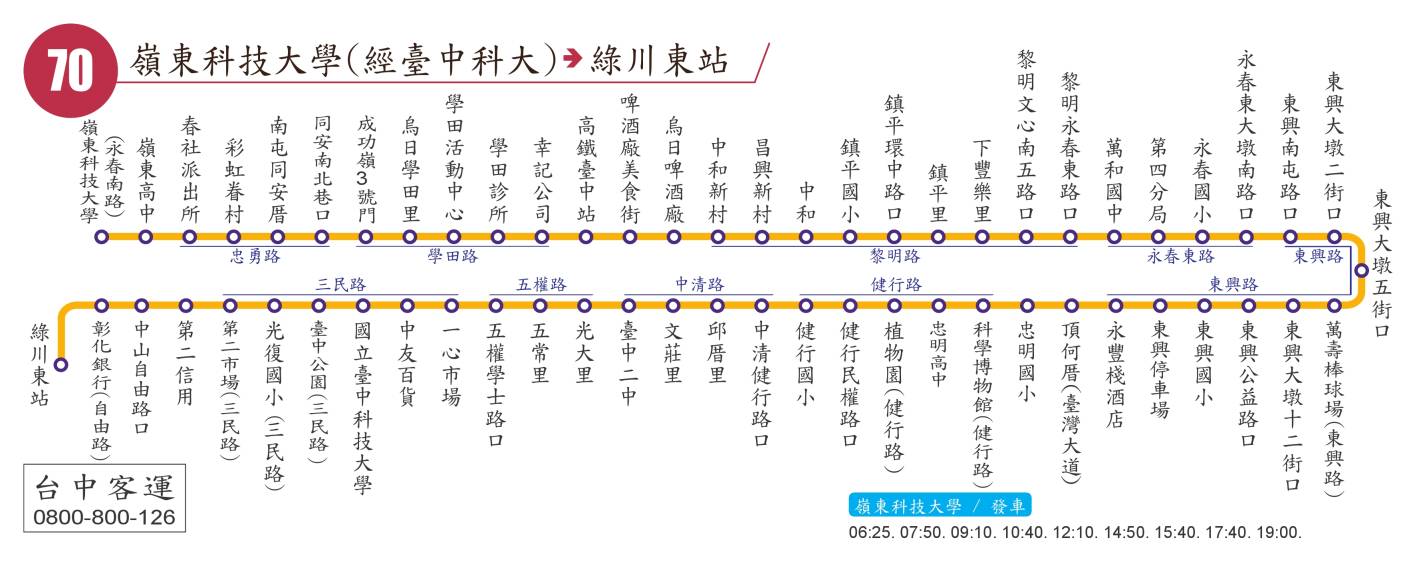 70
嶺東科技大學(經臺中科大)➔綠川東站
嶺東科技大學
(永春南路)
嶺東高中
春社派出所
彩虹眷村
南屯同安厝
同安南北巷口
成功嶺3號門
烏日學田里
學田活動中心
學田診所
幸記公司
高鐵臺中站
啤酒廠美食街
烏日啤酒廠
中和新村
昌興新村
中和
鎮平國小
鎮平環中路口
鎮平里
下豐樂里
黎明文心南五路口
黎明永春東路口
萬和國中
第四分局
永春國小
永春東大墩南路口
東興南屯路口
東興大墩二街口
東興大墩五街口
忠勇路
學田路
黎明路
永春東路
東興路
三民路
五權路
中清路
健行路
東興路
綠川東站
彰化銀行(自由路)
中山自由路口
第二信用
第二市場(三民路)
光復國小(三民路)
臺中公園(三民路)
國立臺中科技大學
中友百貨
一心市場
五權學士路口
五常里
光大里
臺中二中
文莊里
邱厝里
中清健行路口
健行國小
健行民權路口
植物園(健行路)
忠明高中
科學博物館(健行路)
忠明國小
頂何厝(臺灣大道)
永豐棧酒店
東興停車場
東興國小
東興公益路口
東興大墩十二街口
萬壽棒球場(東興路)
台中客運
0800-800-126
嶺東科技大學 / 發車
06:25. 07:50. 09:10. 10:40. 12:10. 14:50. 15:40. 17:40. 19:00.